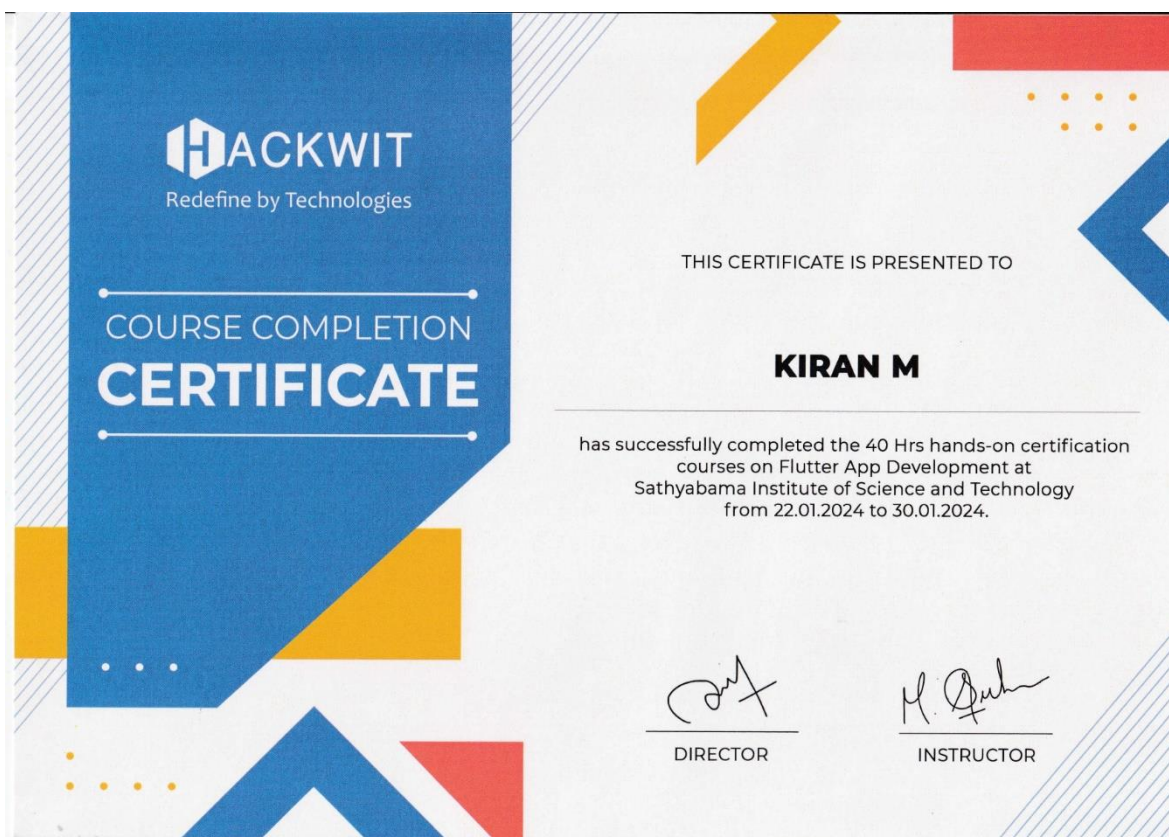 HACKWIT
Redefine by Technologies
COURSE COMPLETION
CERTIFICATE
THIS CERTIFICATE IS PRESENTED TO
KIRAN M
has successfully completed the 40 Hrs hands-on certification
courses on Flutter App Development at
Sathyabama Institute of Science and Technology
from 22.01.2024 to 30.01.2024.
DIRECTOR
INSTRUCTOR